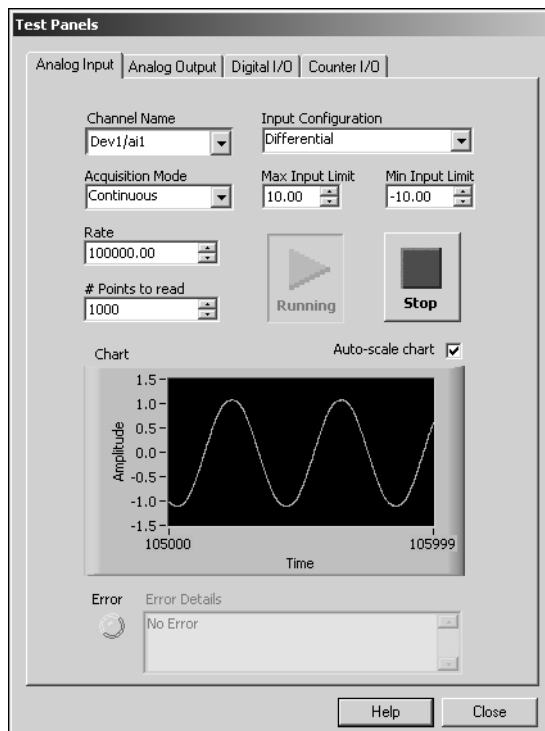 Test Panels
Analog Input Analog Output Digital I/O Counter I/O
Channel Name Input Configuration
Dev1/ai1 Differential
Acquisition Mode Max Input Limit Min Input Limit
Continuous 10.00 -10.00
Rate
100000.00
# Points to read
1000
Running Stop
Chart Auto-scale chart
1.5
1.0
0.5
0.0
-0.5
-1.0
-1.5
Amplitude
105000 105999
Time
Error Error Details
No Error
Help Close